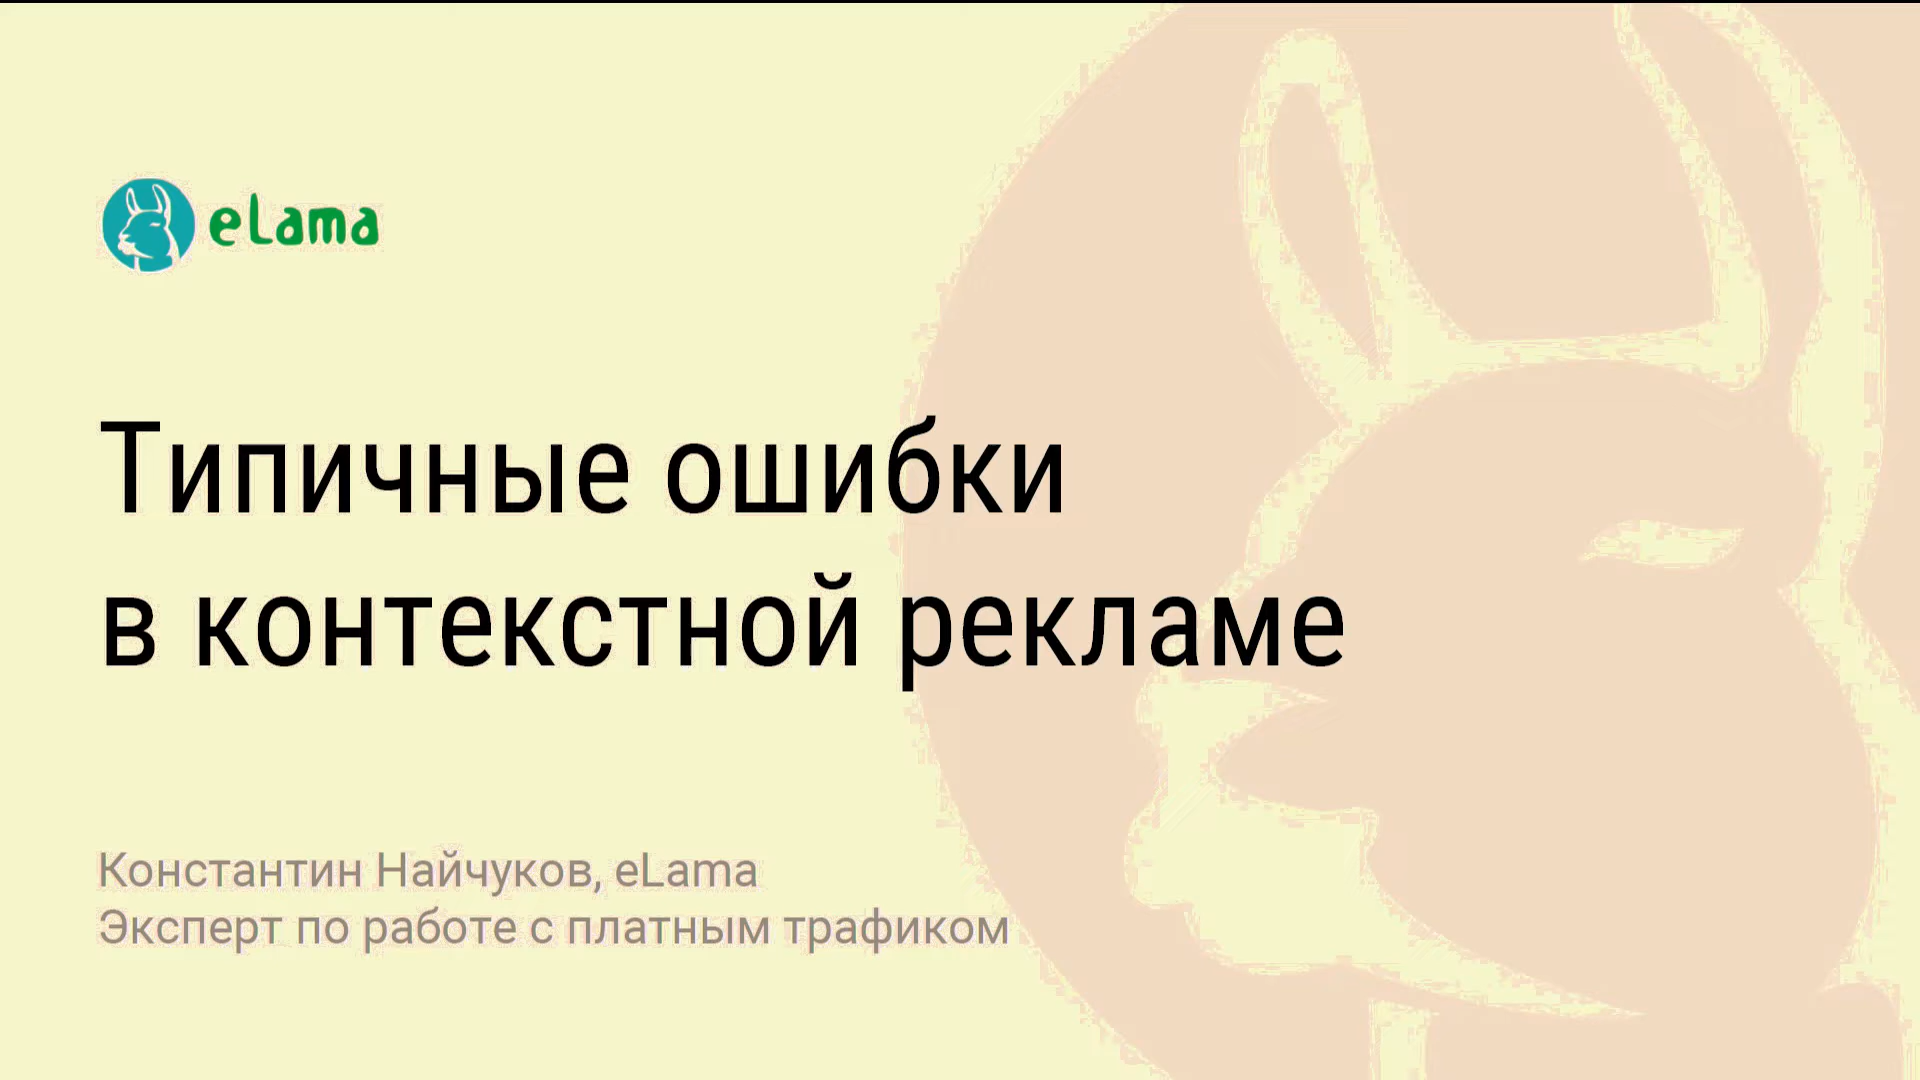 eLama
Типичные ошибки
в контекстной рекламе
Константин Найчуков, eLama
Эксперт по работе с платным трафиком